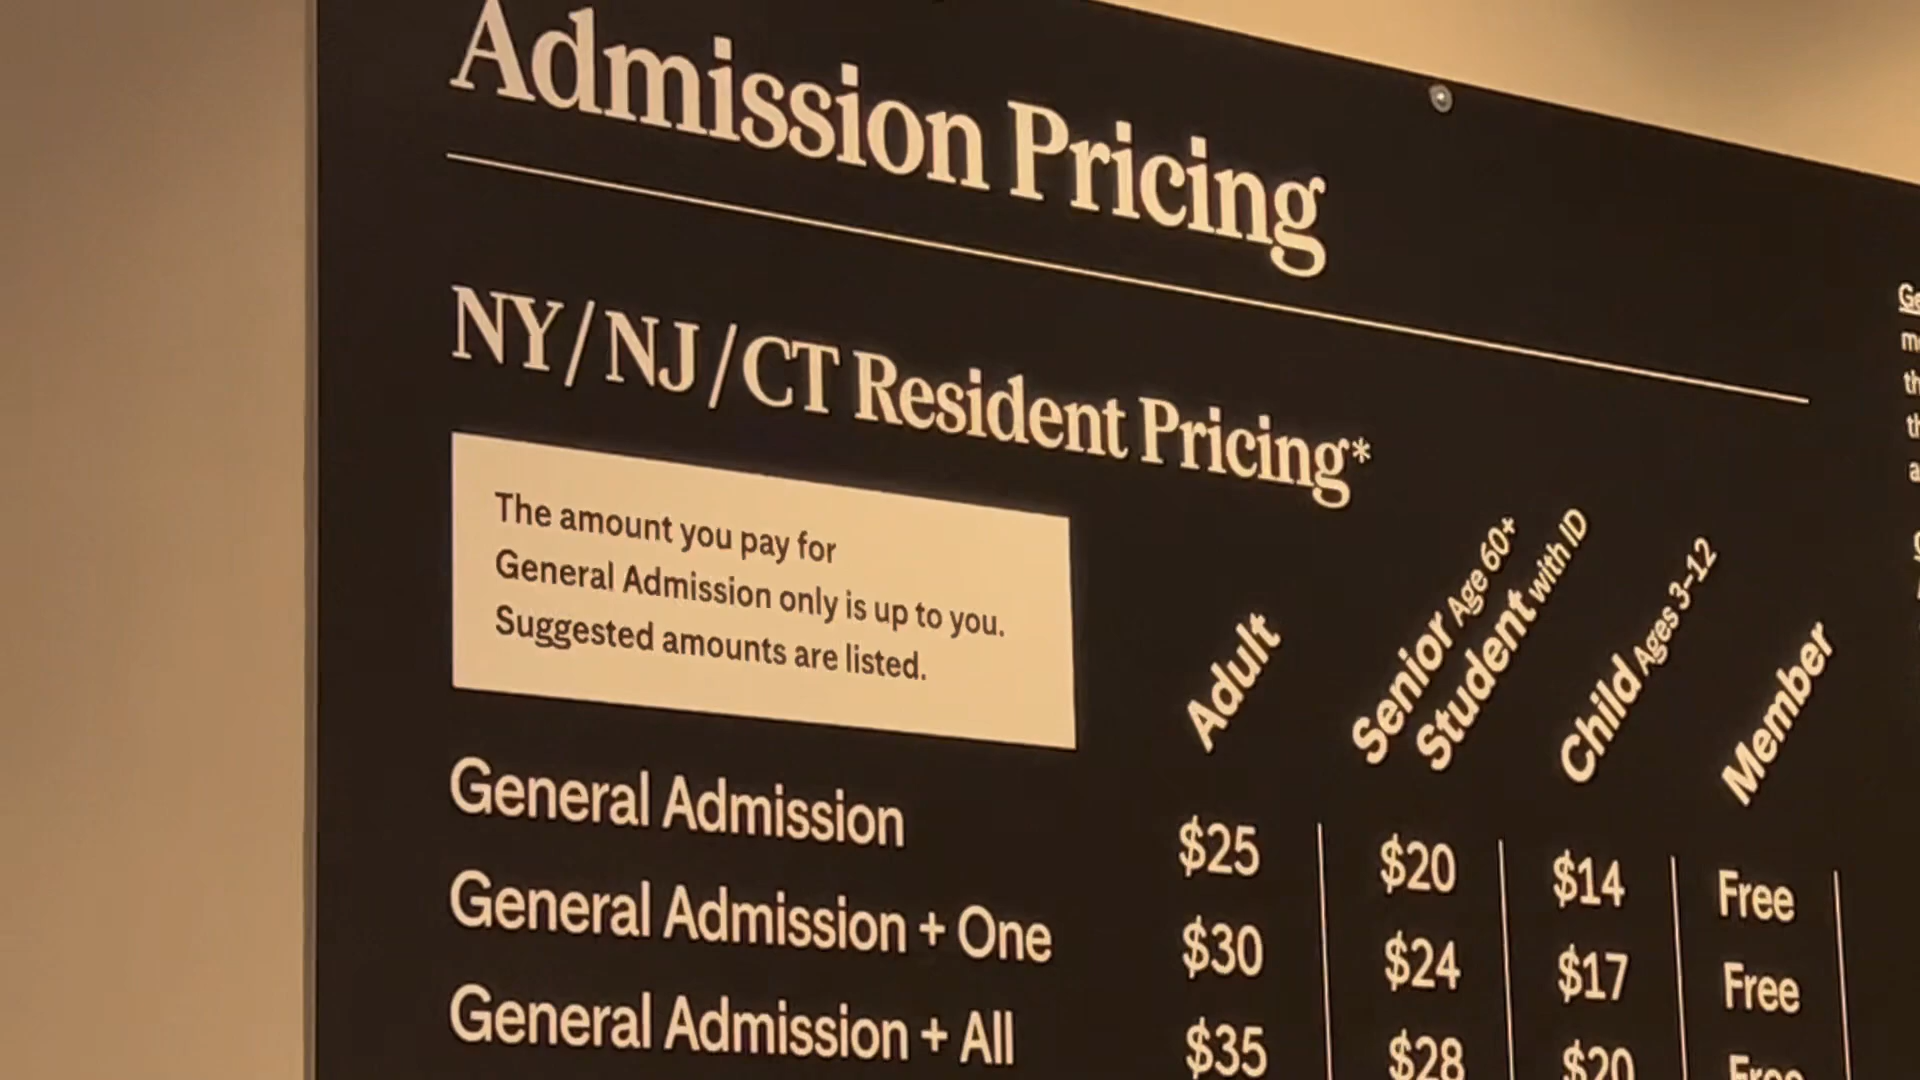 Admission Pricing
NY/NJ/CT Resident Pricing*
The amount you pay for
General Admission only is up to you.
Suggested amounts are listed.
Adult
Senior Age 60+
Student with ID
Child Ages 3–12
Member
General Admission $25 $20 $14 Free
General Admission + One $30 $24 $17 Free
General Admission + All $35 $28 $20 Free